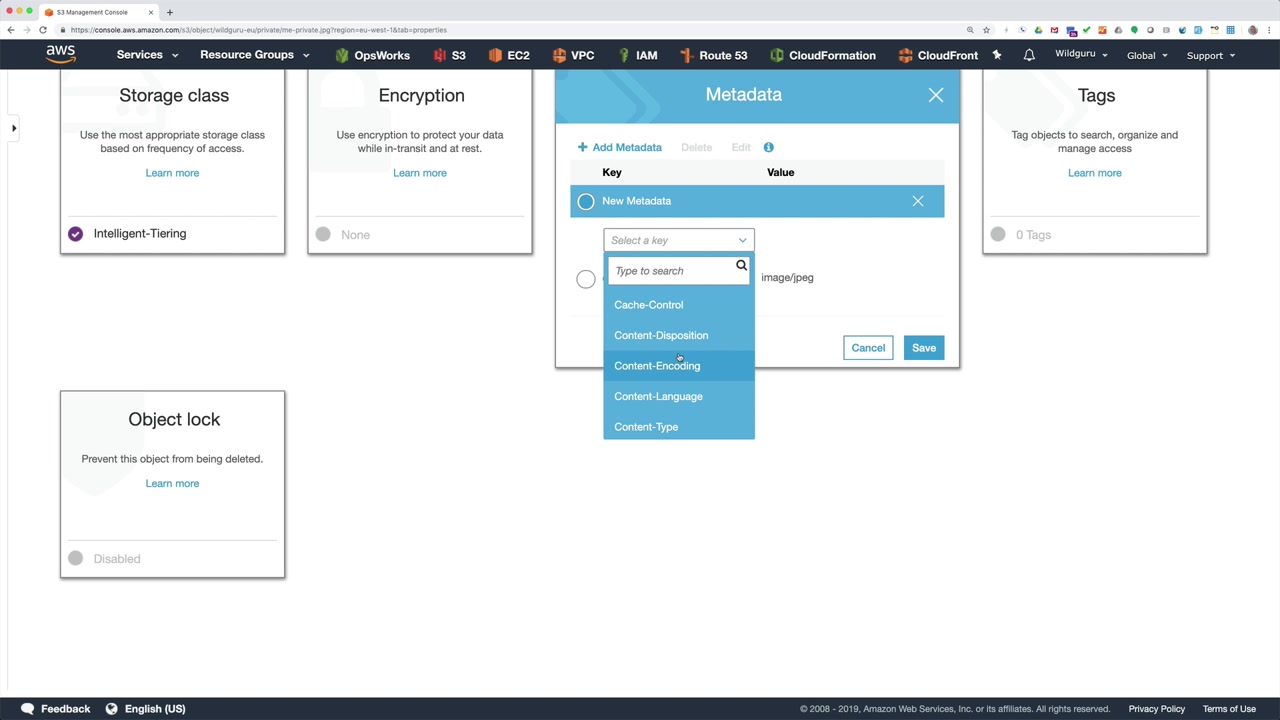 S3 Management Console
https://console.aws.amazon.com/s3/object/wildguru-eu/private/me-private.jpg?region=eu-west-1&tab=properties
aws Services Resource Groups OpsWorks S3 EC2 VPC IAM Route 53 CloudFormation CloudFront Wildguru Global Support
Storage class
Use the most appropriate storage class
based on frequency of access.
Learn more
Intelligent-Tiering
Encryption
Use encryption to protect your data
while in-transit and at rest.
Learn more
None
Metadata
Add Metadata Delete Edit
Key Value
New Metadata
Select a key
Type to search
image/jpeg
Cache-Control
Content-Disposition
Content-Encoding
Content-Language
Content-Type
Cancel Save
Tags
Tag objects to search, organize and
manage access
Learn more
0 Tags
Object lock
Prevent this object from being deleted.
Learn more
Disabled
Feedback English (US) © 2008 - 2019, Amazon Web Services, Inc. or its affiliates. All rights reserved. Privacy Policy Terms of Use